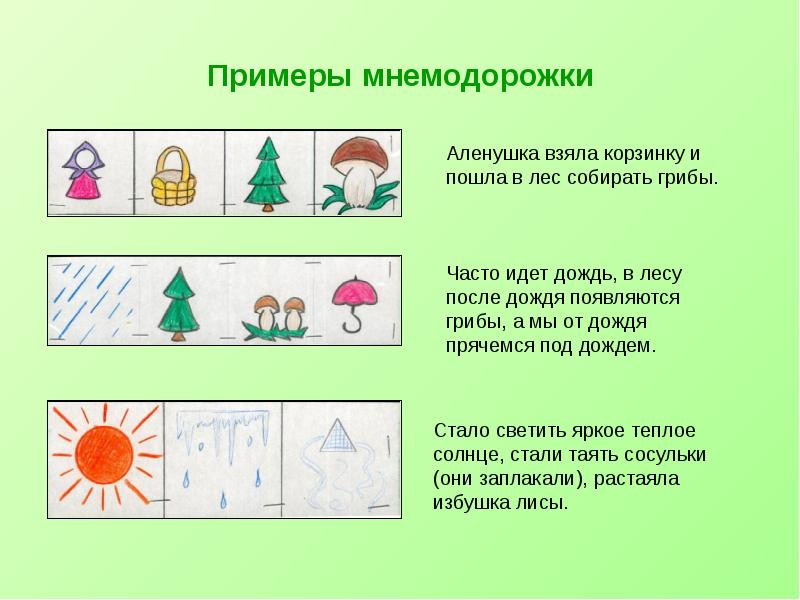 Примеры мнемодорожки
Аленушка взяла корзинку и
пошла в лес собирать грибы.
Часто идет дождь, в лесу
после дождя появляются
грибы, а мы от дождя
прячемся под дождем.
Стало светить яркое теплое
солнце, стали таять сосульки
(они заплакали), растаяла
избушка лисы.